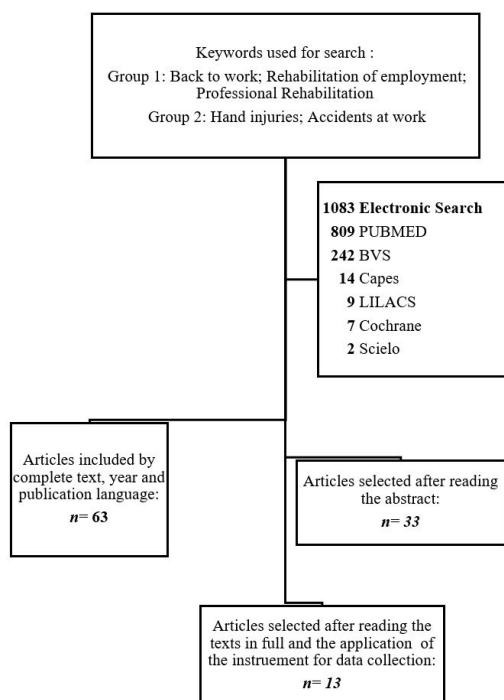 Keywords used for search :
Group 1: Back to work; Rehabilitation of employment;
Professional Rehabilitation
Group 2: Hand injuries; Accidents at work
1083 Electronic Search
809 PUBMED
242 BVS
14 Capes
9 LILACS
7 Cochrane
2 Scielo
Articles included by
complete text, year and
publication language:
n= 63
Articles selected after reading
the abstract:
n= 33
Articles selected after reading the
texts in full and the application of
the instruement for data collection:
n= 13